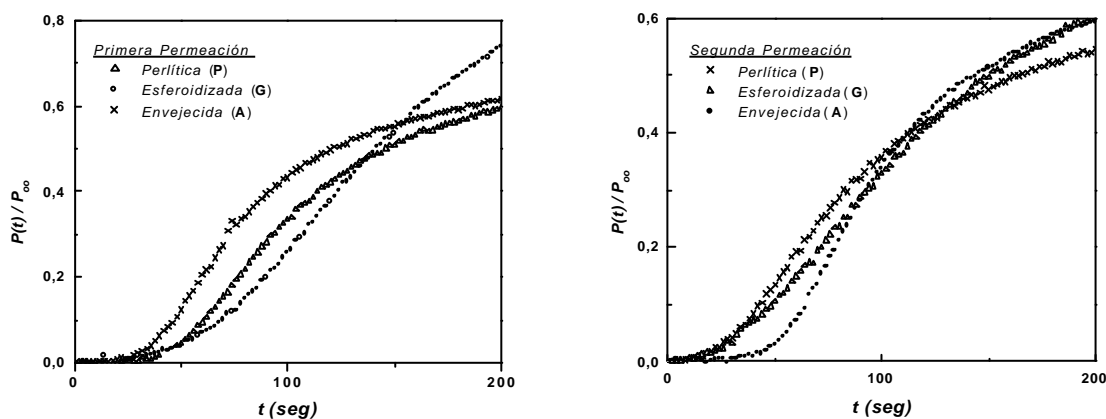 0,8
Primera Permeación
Perlítica (P)
Esferoidizada (G)
Envejecida (A)
0,6
0,4
0,2
0,0
P(t) / P∞
0 100 200
t (seg)
0,6
Segunda Permeación
Perlítica (P)
Esferoidizada (G)
Envejecida (A)
0,4
0,2
0,0
P(t) / P∞
0 100 200
t (seg)